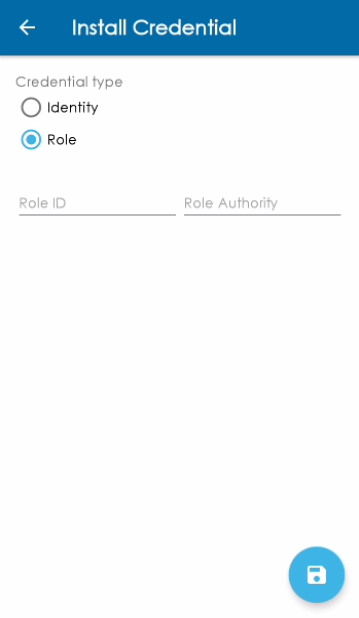 Install Credential
Credential type
Identity
Role
Role ID Role Authority